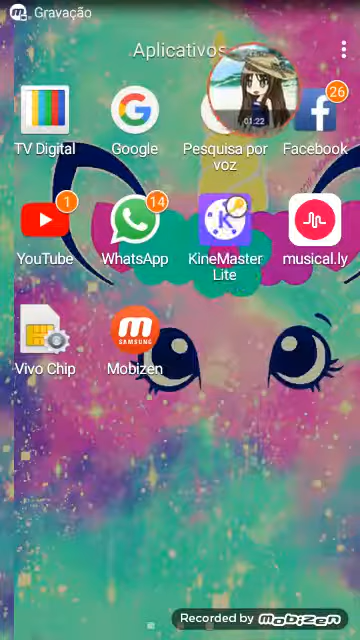 Gravação
Aplicativos
01:22
26
TV Digital
Google
Pesquisa por
voz
Facebook
1
14
YouTube
WhatsApp
KineMaster
Lite
musical.ly
SAMSUNG
Vivo Chip
Mobizen
Recorded by mobizen